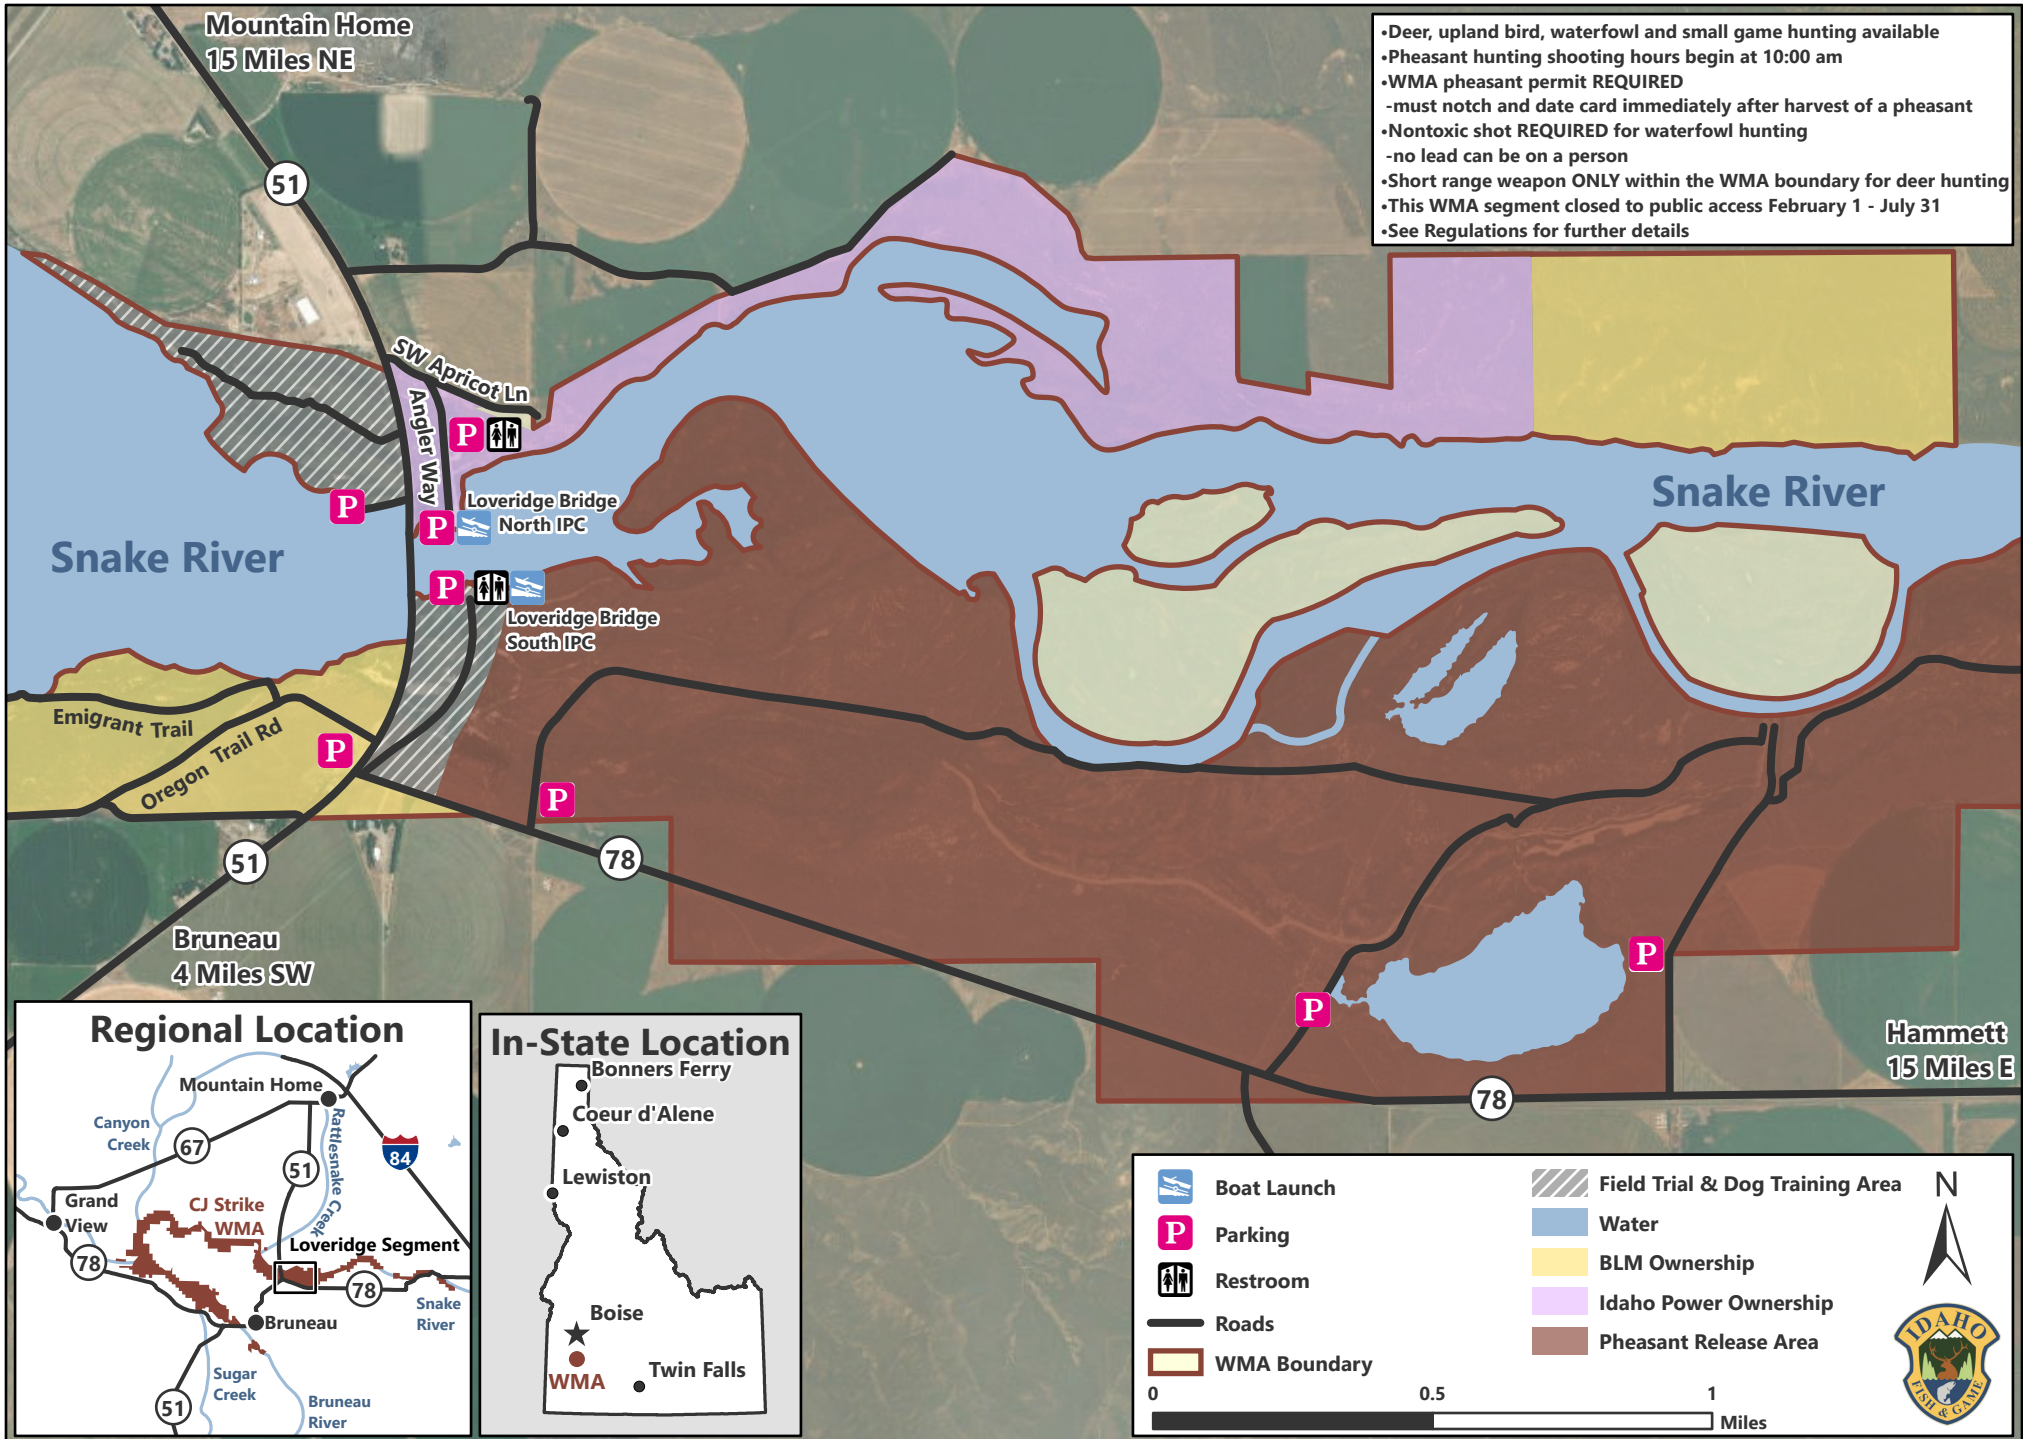 Mountain Home
15 Miles NE
•Deer, upland bird, waterfowl and small game hunting available
•Pheasant hunting shooting hours begin at 10:00 am
•WMA pheasant permit REQUIRED
-must notch and date card immediately after harvest of a pheasant
•Nontoxic shot REQUIRED for waterfowl hunting
-no lead can be on a person
•Short range weapon ONLY within the WMA boundary for deer hunting
•This WMA segment closed to public access February 1 - July 31
•See Regulations for further details
51
SW Apricot Ln
Angler Way
P
P
P
Loveridge Bridge
North IPC
Snake River
Snake River
P
Loveridge Bridge
South IPC
Emigrant Trail
Oregon Trail Rd
P
P
51
78
Bruneau
4 Miles SW
P
P
Hammett
15 Miles E
78
Regional Location
Mountain Home
Canyon
Creek
67
51
Rattlesnake Creek
84
Grand
View
CJ Strike
WMA
Loveridge Segment
78
78
Snake
River
Bruneau
Sugar
Creek
51
Bruneau
River
In-State Location
Bonners Ferry
Coeur d'Alene
Lewiston
Boise
WMA
Twin Falls
Boat Launch
P Parking
Restroom
Roads
WMA Boundary
Field Trial & Dog Training Area
Water
BLM Ownership
Idaho Power Ownership
Pheasant Release Area
N
IDAHO
FISH & GAME
0 0.5 1
Miles